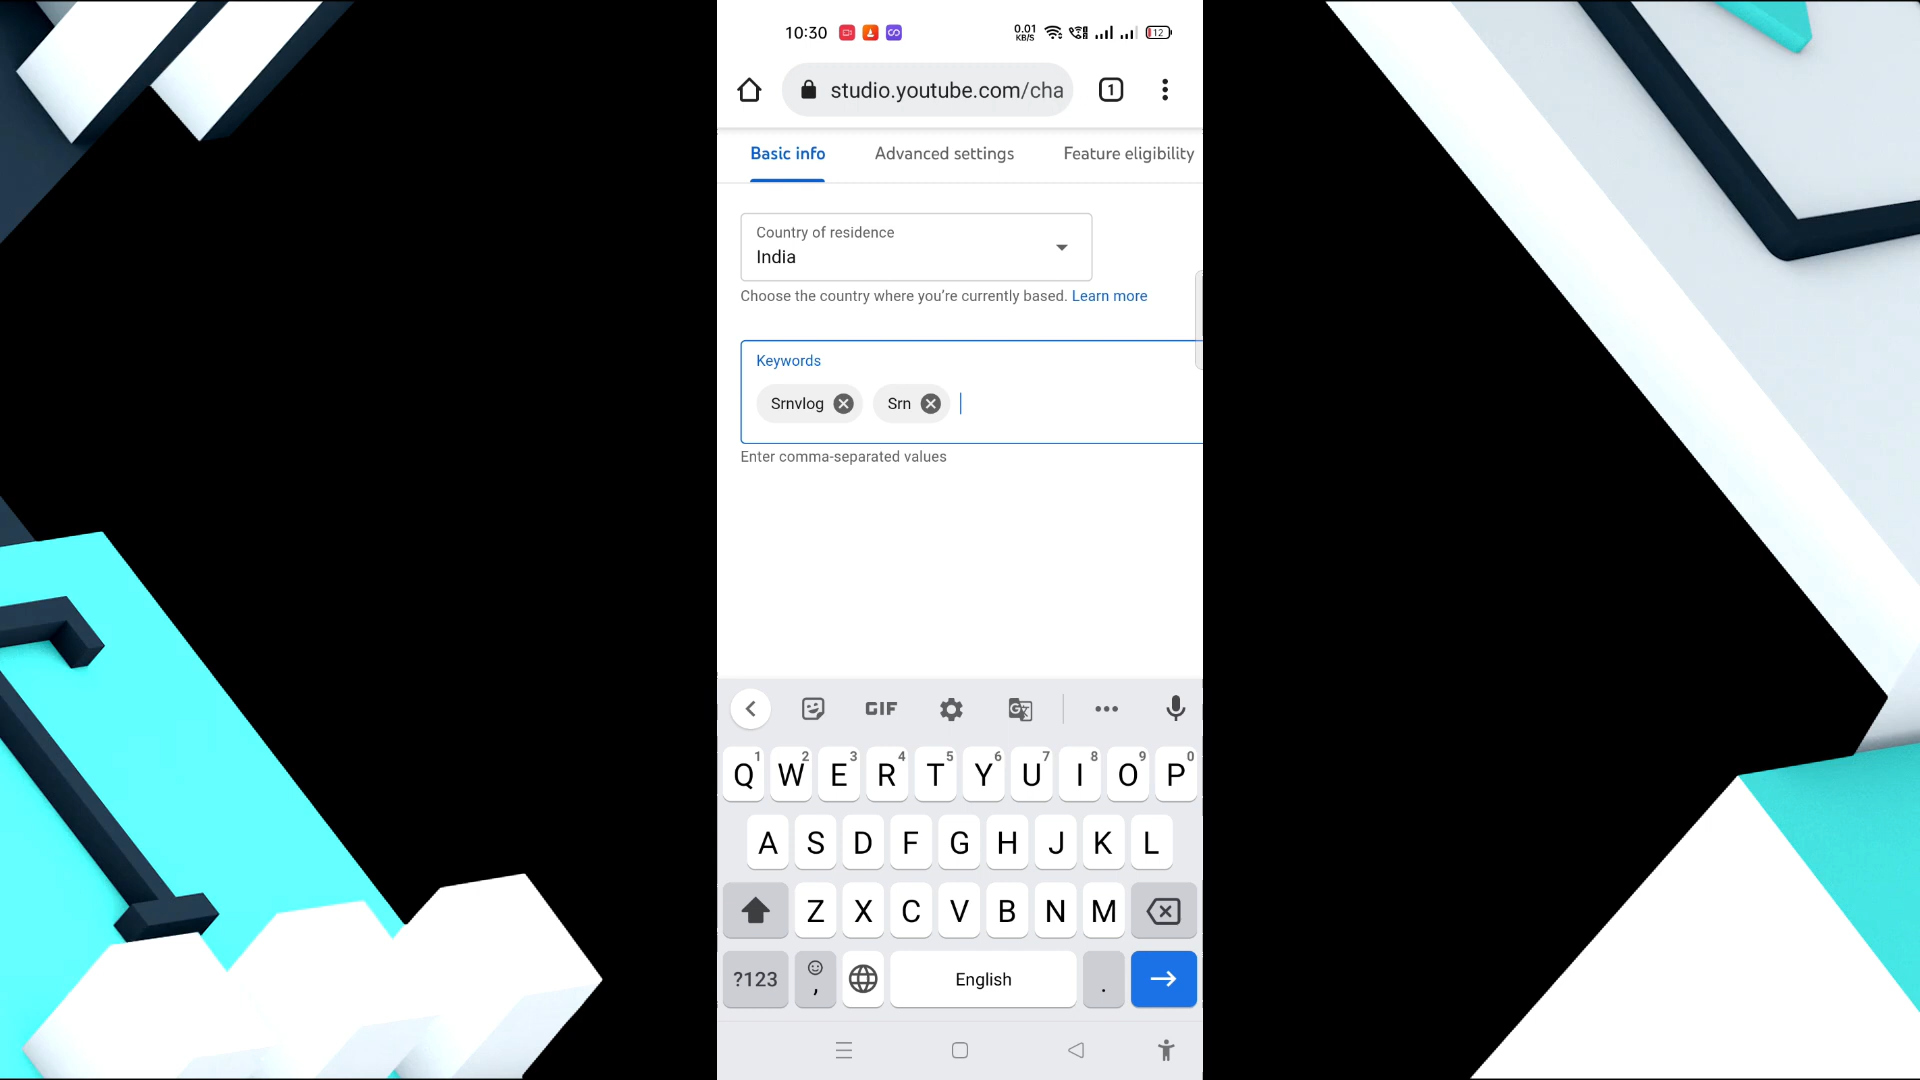 10:30 0.01 KB/S 12
studio.youtube.com/cha 1
Basic info Advanced settings Feature eligibility
Country of residence
India
Choose the country where you're currently based. Learn more
Keywords
Srnvlog Srn
Enter comma-separated values
GIF
1 2 3 4 5 6 7 8 9 0
Q W E R T Y U I O P
A S D F G H J K L
Z X C V B N M
?123 , English .